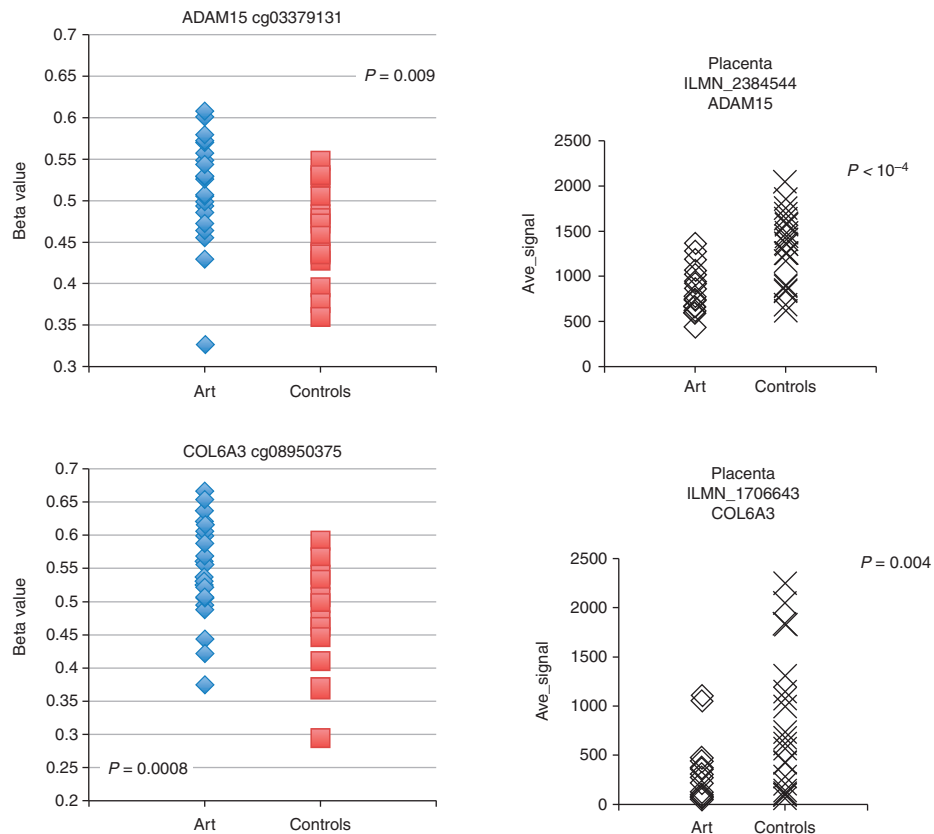 ADAM15 cg03379131
0.7
0.65
0.6
0.55
0.5
0.45
0.4
0.35
0.3
Beta value
P = 0.009
Art
Controls
Placenta
ILMN_2384544
ADAM15
2500
2000
1500
1000
500
0
Ave_signal
P < 10⁻⁴
Art
Controls
COL6A3 cg08950375
0.7
0.65
0.6
0.55
0.5
0.45
0.4
0.35
0.3
0.25
0.2
Beta value
P = 0.0008
Art
Controls
Placenta
ILMN_1706643
COL6A3
2500
2000
1500
1000
500
0
Ave_signal
P = 0.004
Art
Controls